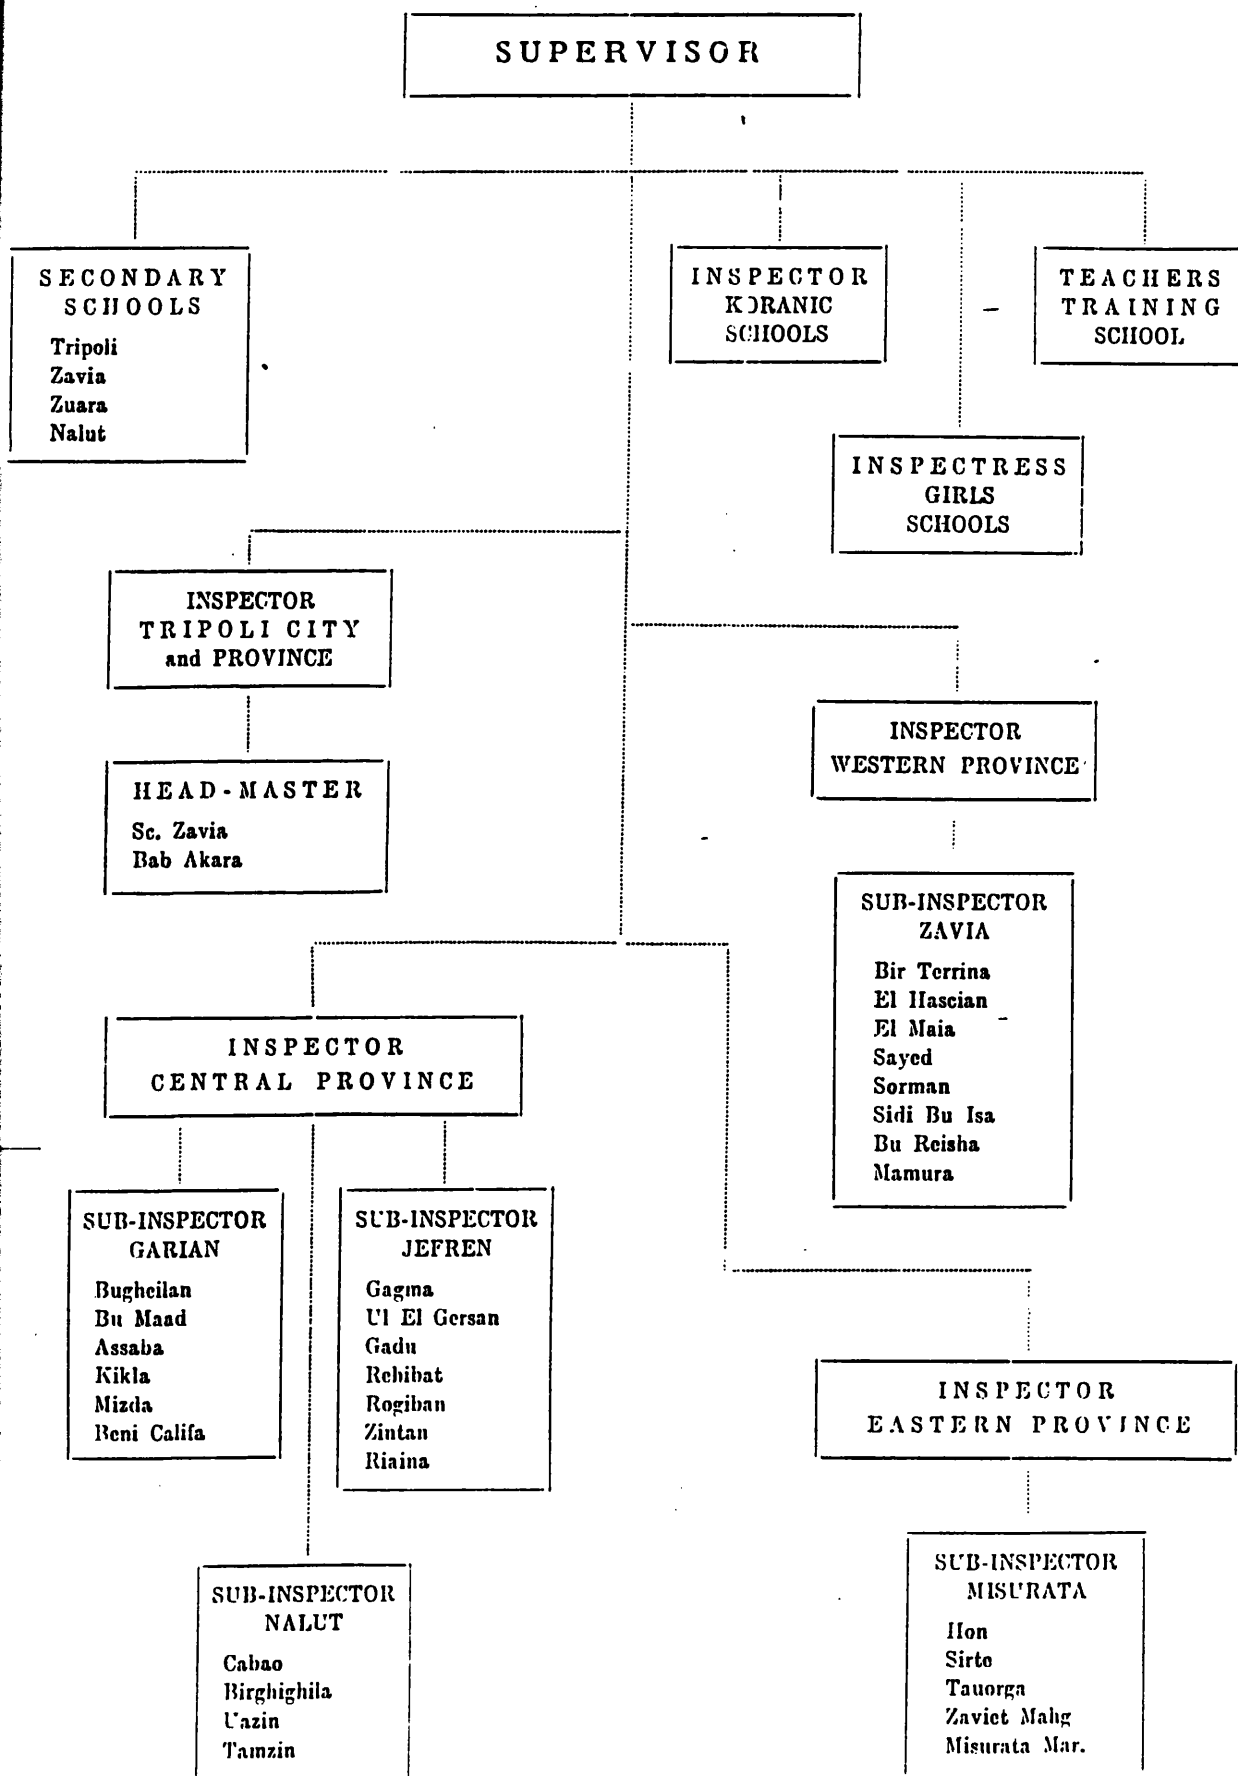 SUPERVISOR
SECONDARY
SCHOOLS
Tripoli
Zavia
Zuara
Nalut
INSPECTOR
KORANIC
SCHOOLS
TEACHERS
TRAINING
SCHOOL
INSPECTRESS
GIRLS
SCHOOLS
INSPECTOR
TRIPOLI CITY
and PROVINCE
HEAD-MASTER
Sc. Zavia
Bab Akara
INSPECTOR
WESTERN PROVINCE
SUB-INSPECTOR
ZAVIA
Bir Terrina
El Hascian
El Maia
Sayed
Sorman
Sidi Bu Isa
Bu Reisha
Mamura
INSPECTOR
CENTRAL PROVINCE
SUB-INSPECTOR
GARIAN
Bugheilan
Bu Maad
Assaba
Kikla
Mizda
Beni Califa
SUB-INSPECTOR
JEFREN
Gagma
Ul El Gersan
Gadu
Rehibat
Rogiban
Zintan
Riaina
SUB-INSPECTOR
NALUT
Cabao
Birghighila
Uazin
Tamzin
INSPECTOR
EASTERN PROVINCE
SUB-INSPECTOR
MISURATA
Hon
Sirte
Tauorga
Zaviet Mahg
Misurata Mar.